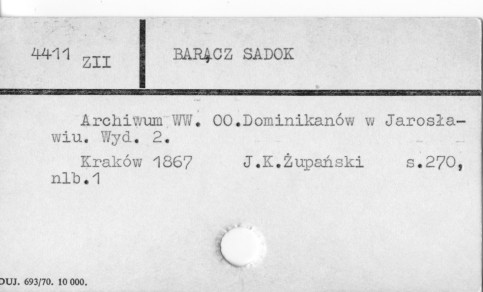 4411 ZII BARĄCZ SADOK
Archiwum WW. OO.Dominikanów w Jarosła-
wiu. Wyd. 2.
Kraków 1867 J.K.Żupański s.270,
nlb.1
DUJ. 693/70. 10 000.